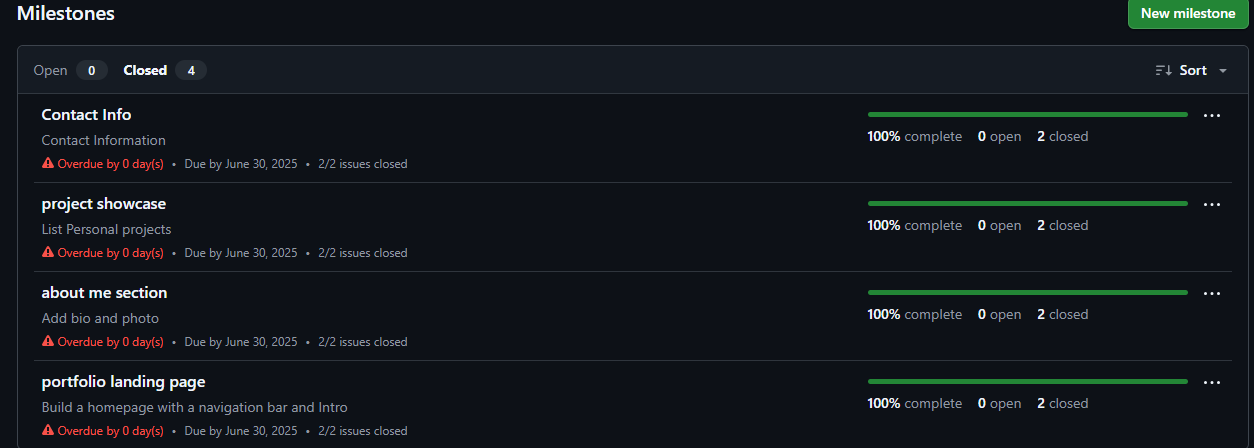 Milestones
New milestone
Open 0 Closed 4 Sort
Contact Info
Contact Information
Overdue by 0 day(s) • Due by June 30, 2025 • 2/2 issues closed
100% complete 0 open 2 closed
project showcase
List Personal projects
Overdue by 0 day(s) • Due by June 30, 2025 • 2/2 issues closed
100% complete 0 open 2 closed
about me section
Add bio and photo
Overdue by 0 day(s) • Due by June 30, 2025 • 2/2 issues closed
100% complete 0 open 2 closed
portfolio landing page
Build a homepage with a navigation bar and Intro
Overdue by 0 day(s) • Due by June 30, 2025 • 2/2 issues closed
100% complete 0 open 2 closed